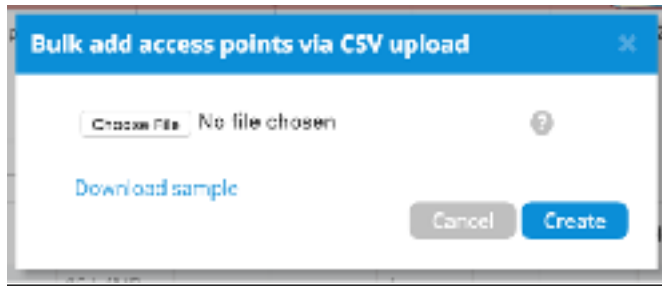 Bulk add access points via CSV upload
Choose File No file chosen
Download sample
Cancel Create